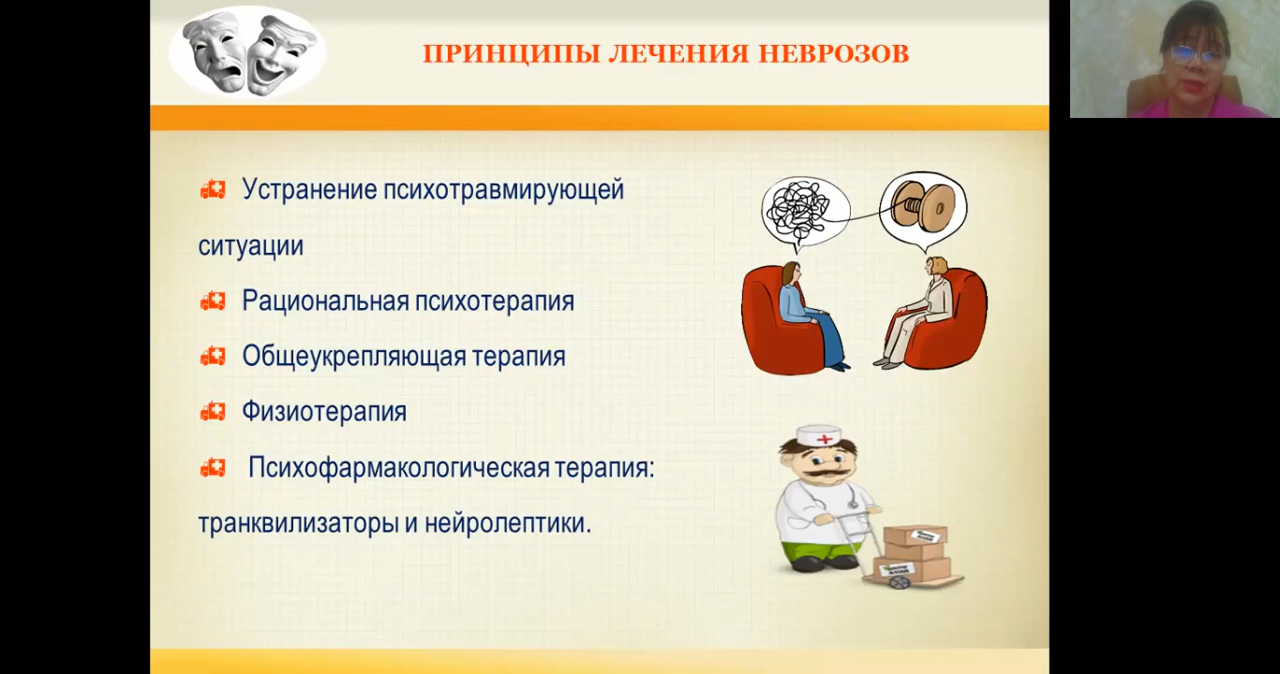 ПРИНЦИПЫ ЛЕЧЕНИЯ НЕВРОЗОВ
Устранение психотравмирующей
ситуации
Рациональная психотерапия
Общеукрепляющая терапия
Физиотерапия
Психофармакологическая терапия:
транквилизаторы и нейролептики.